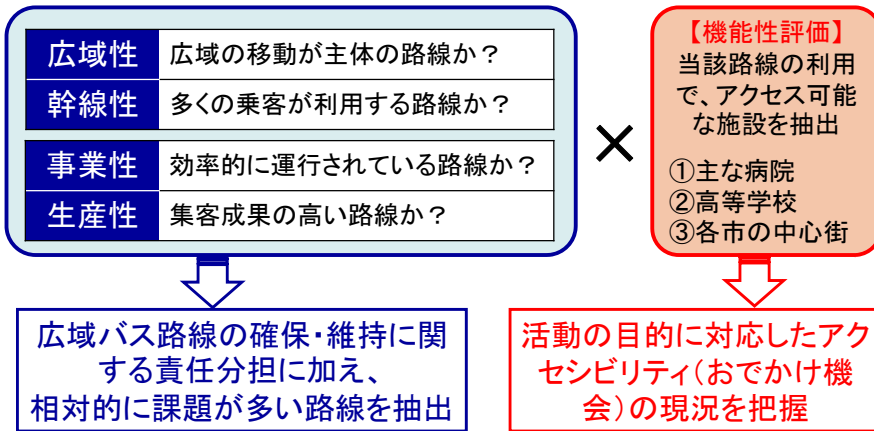 広域性 広域の移動が主体の路線か？
幹線性 多くの乗客が利用する路線か？
事業性 効率的に運行されている路線か？
生産性 集客成果の高い路線か？
×
【機能性評価】
当該路線の利用
で、アクセス可能
な施設を抽出
①主な病院
②高等学校
③各市の中心街
広域バス路線の確保・維持に関
する責任分担に加え、
相対的に課題が多い路線を抽出
活動の目的に対応したアク
セシビリティ（おでかけ機
会）の現況を把握